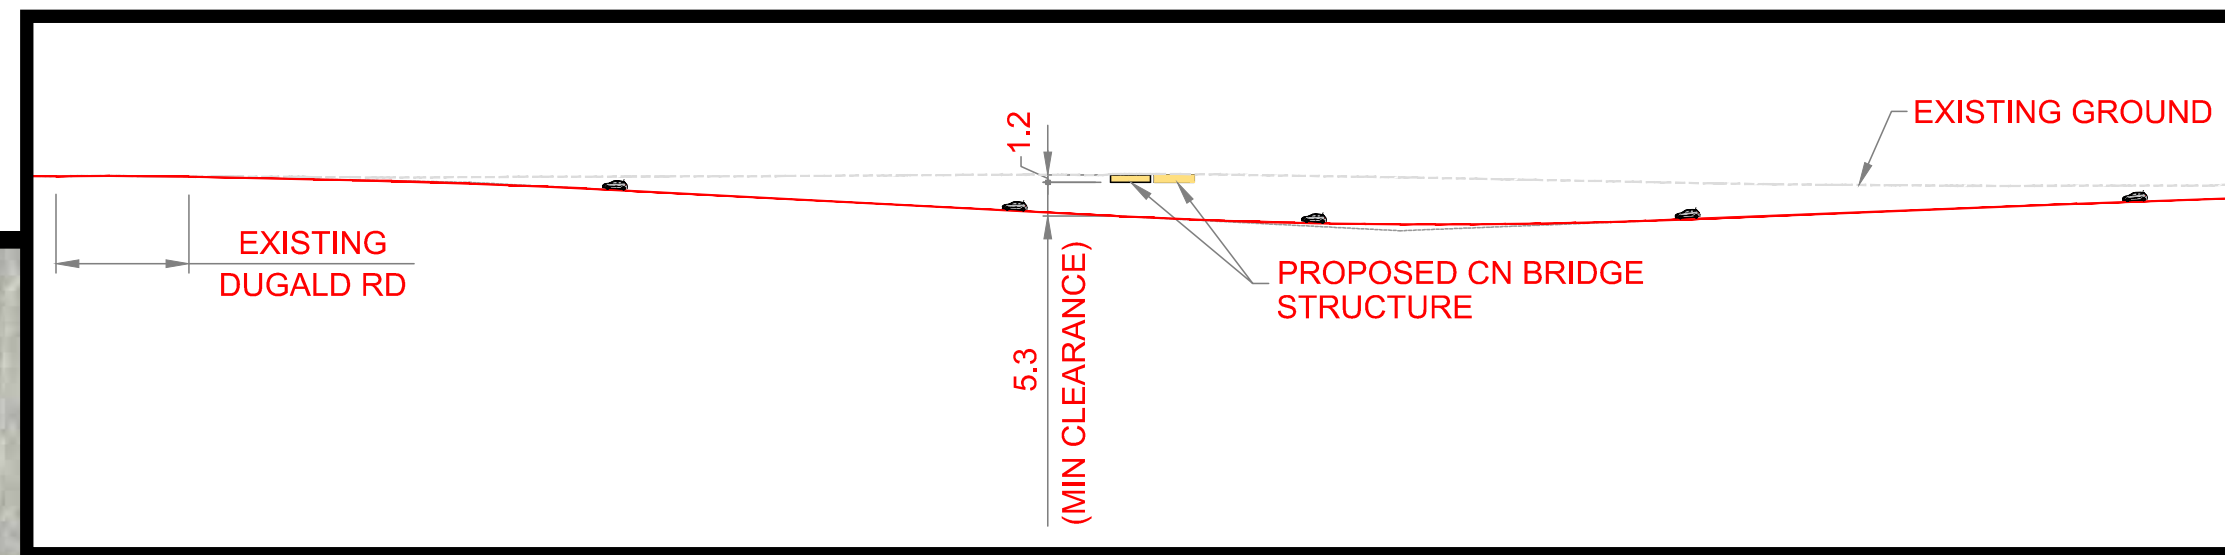 1.2
EXISTING GROUND
EXISTING
DUGALD RD
PROPOSED CN BRIDGE
STRUCTURE
5.3
(MIN CLEARANCE)